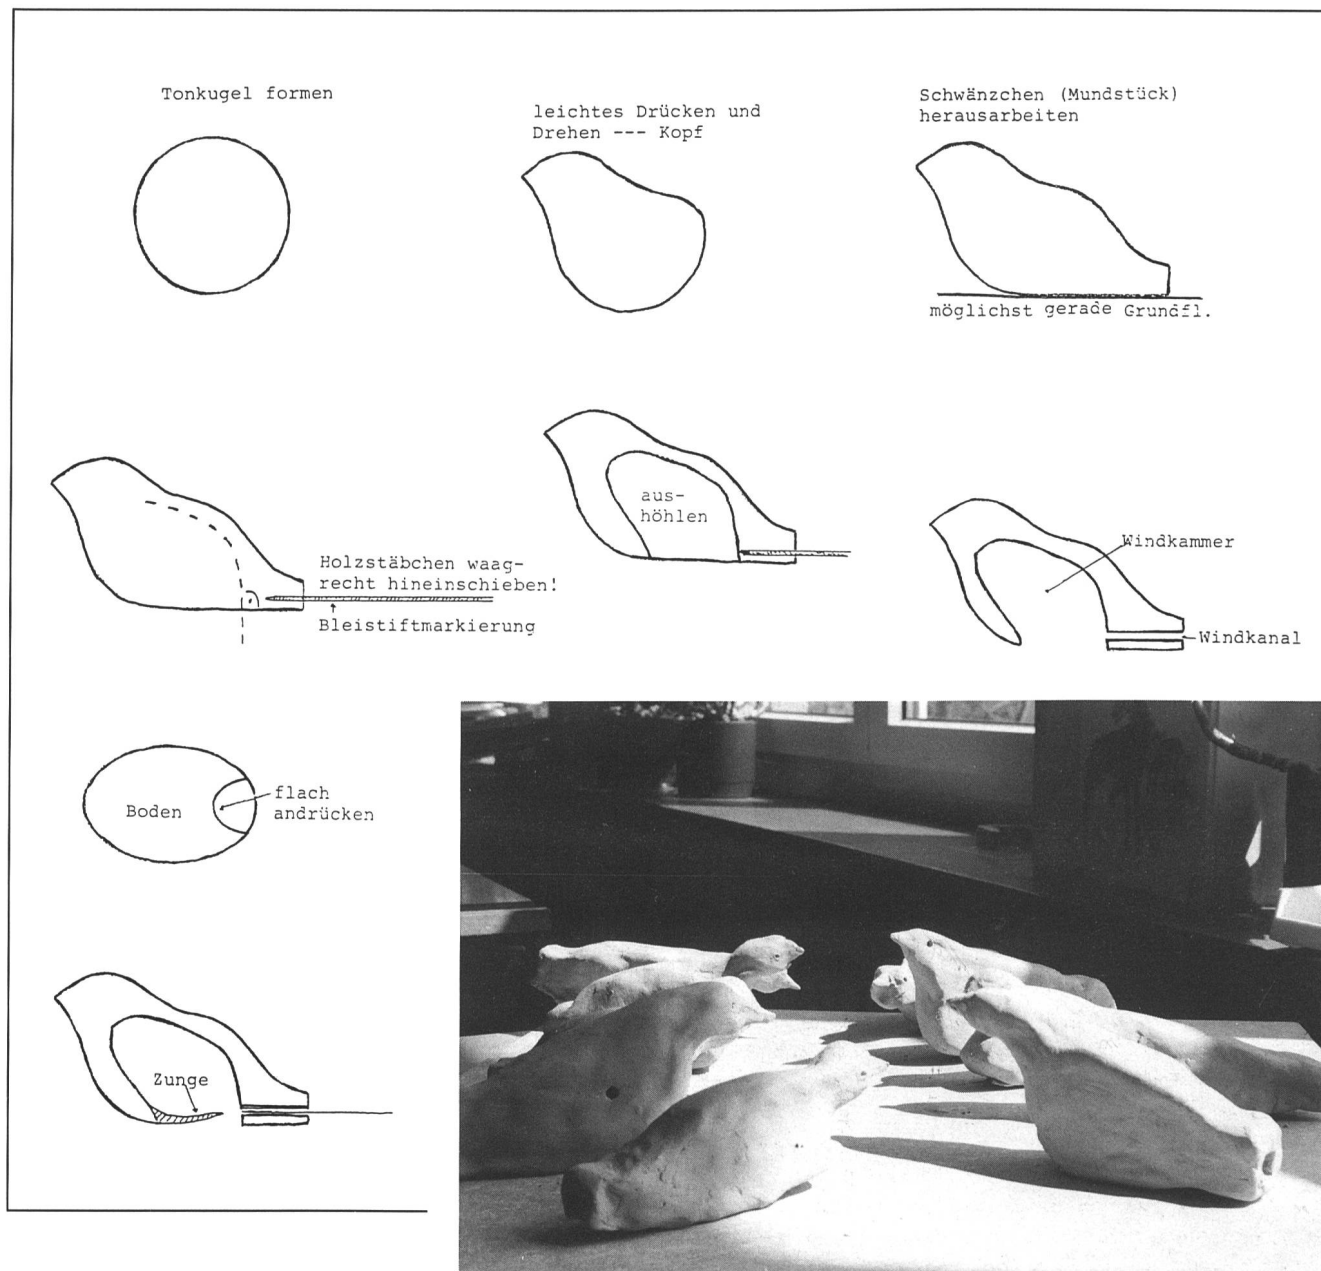 Tonkugel formen
leichtes Drücken und
Drehen --- Kopf
Schwänzchen (Mundstück)
herausarbeiten
möglichst gerade Grundfl.
Holzstäbchen waag-
recht hineinschieben!
Bleistiftmarkierung
aus-
höhlen
Windkammer
Windkanal
Boden
flach
andrücken
Zunge